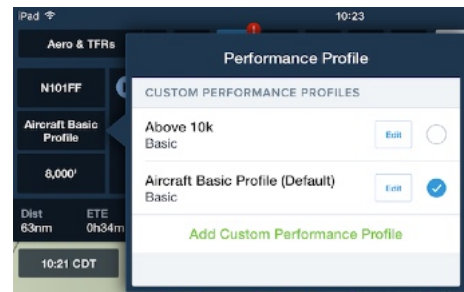 iPad 10:23
Aero & TFRs
Performance Profile
N101FF
CUSTOM PERFORMANCE PROFILES
Aircraft Basic
Profile
Above 10k
Basic
Edit
8,000'
Aircraft Basic Profile (Default)
Basic
Edit
Dist ETE
63nm 0h34m
Add Custom Performance Profile
10:21 CDT